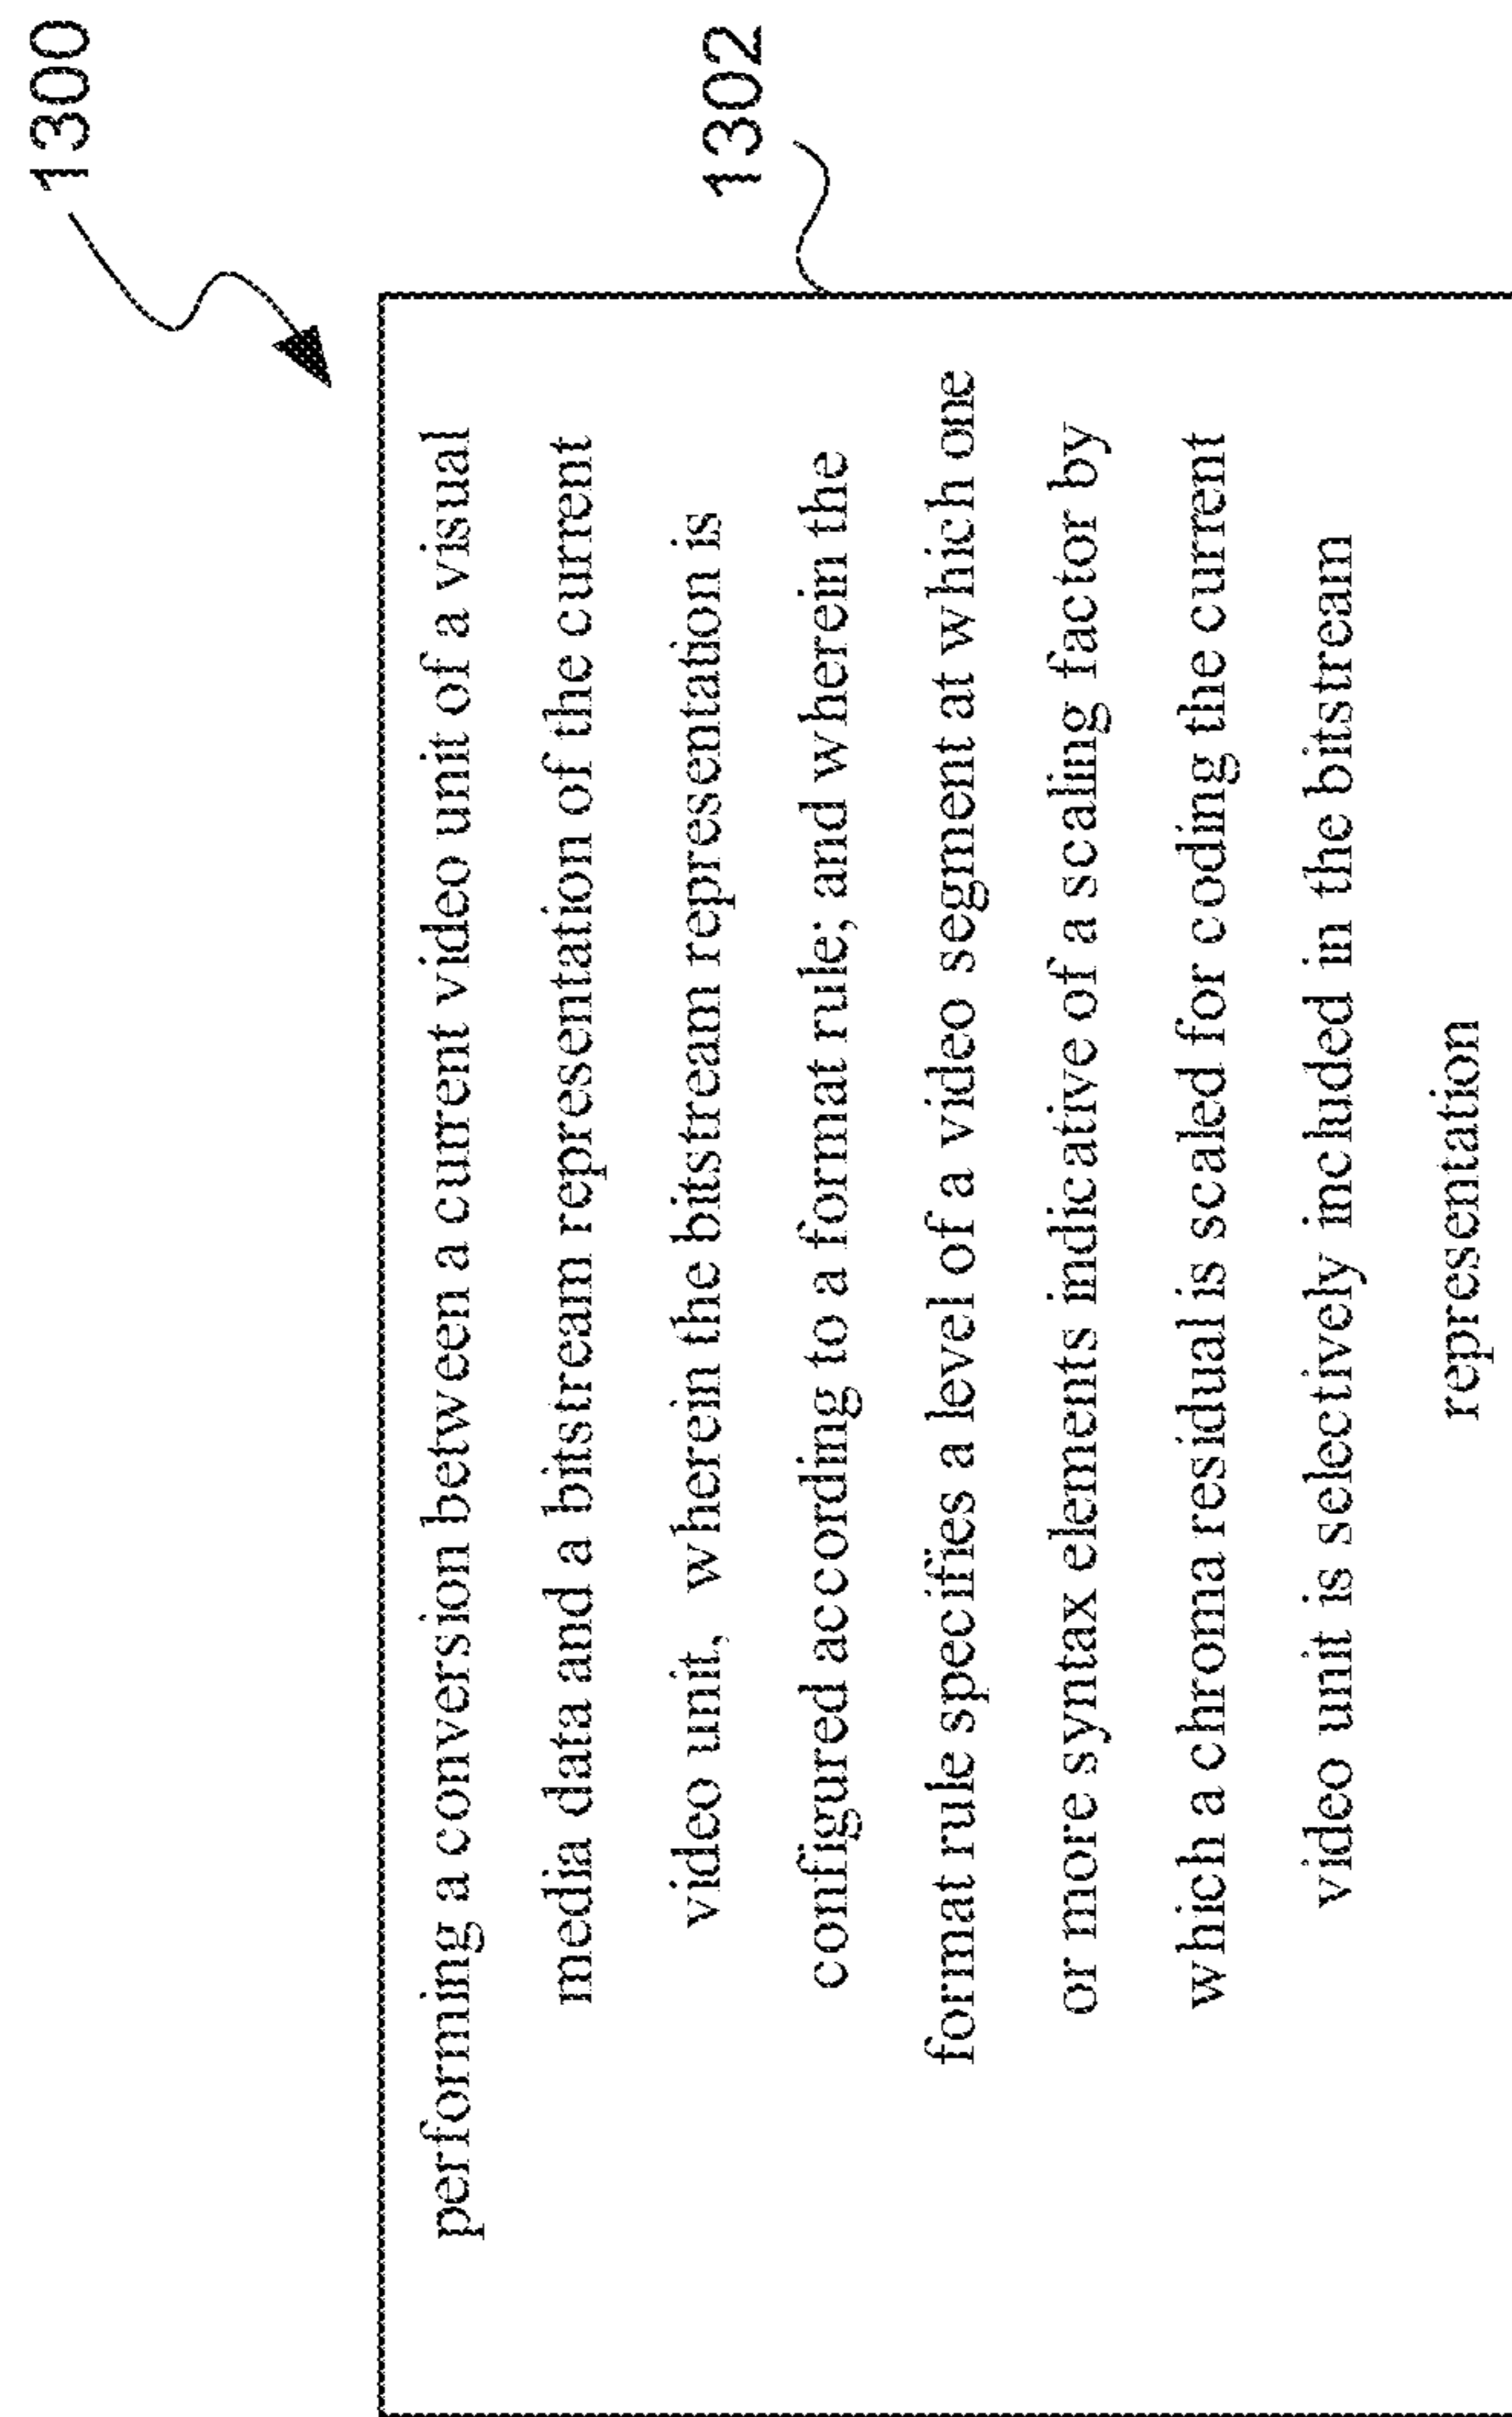 1300
1302
performing a conversion between a current video unit of a visual
media data and a bitstream representation of the current
video unit, wherein the bitstream representation is
configured according to a format rule; and wherein the
format rule specifies a level of a video segment at which one
or more syntax elements indicative of a scaling factor by
which a chroma residual is scaled for coding the current
video unit is selectively included in the bitstream
representation